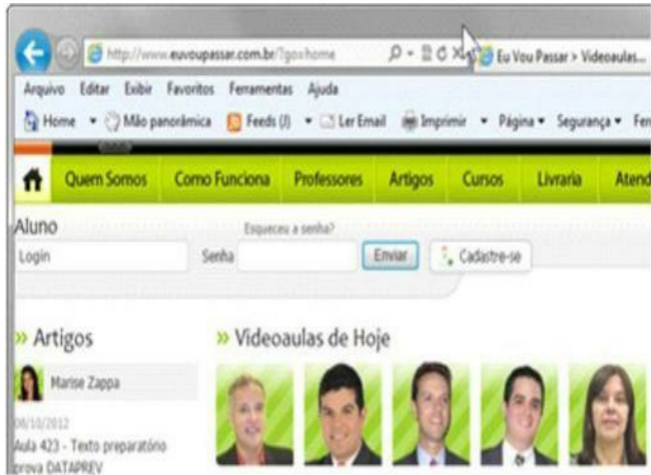 http://www.euvoupassar.com.br/?go=home
Eu Vou Passar > Videoaulas...
Arquivo Editar Exibir Favoritos Ferramentas Ajuda
Home Mão panorâmica Feeds (J) Ler Email Imprimir Página Segurança Fer
Quem Somos Como Funciona Professores Artigos Cursos Livraria Atend
Aluno Esqueceu a senha?
Login Senha Enviar Cadastre-se
» Artigos » Videoaulas de Hoje
Marise Zappa
08/10/2012
Aula 423 - Texto preparatório
prova DATAPREV